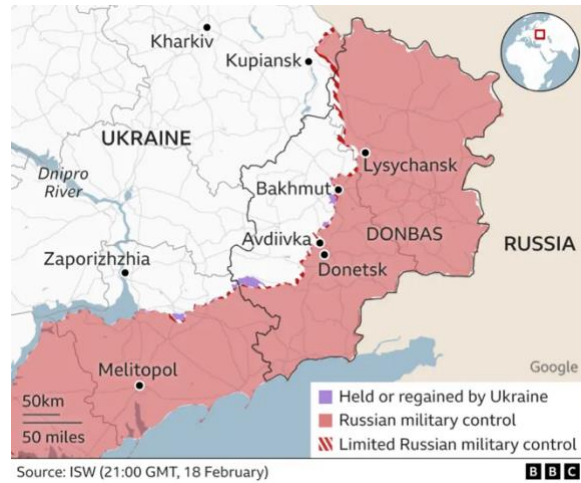 Kharkiv
Kupiansk
UKRAINE
Dnipro
River
Lysychansk
Bakhmut
Avdiivka
DONBAS
RUSSIA
Zaporizhzhia
Donetsk
Melitopol
Google
50km
50 miles
Held or regained by Ukraine
Russian military control
Limited Russian military control
Source: ISW (21:00 GMT, 18 February)
BBC